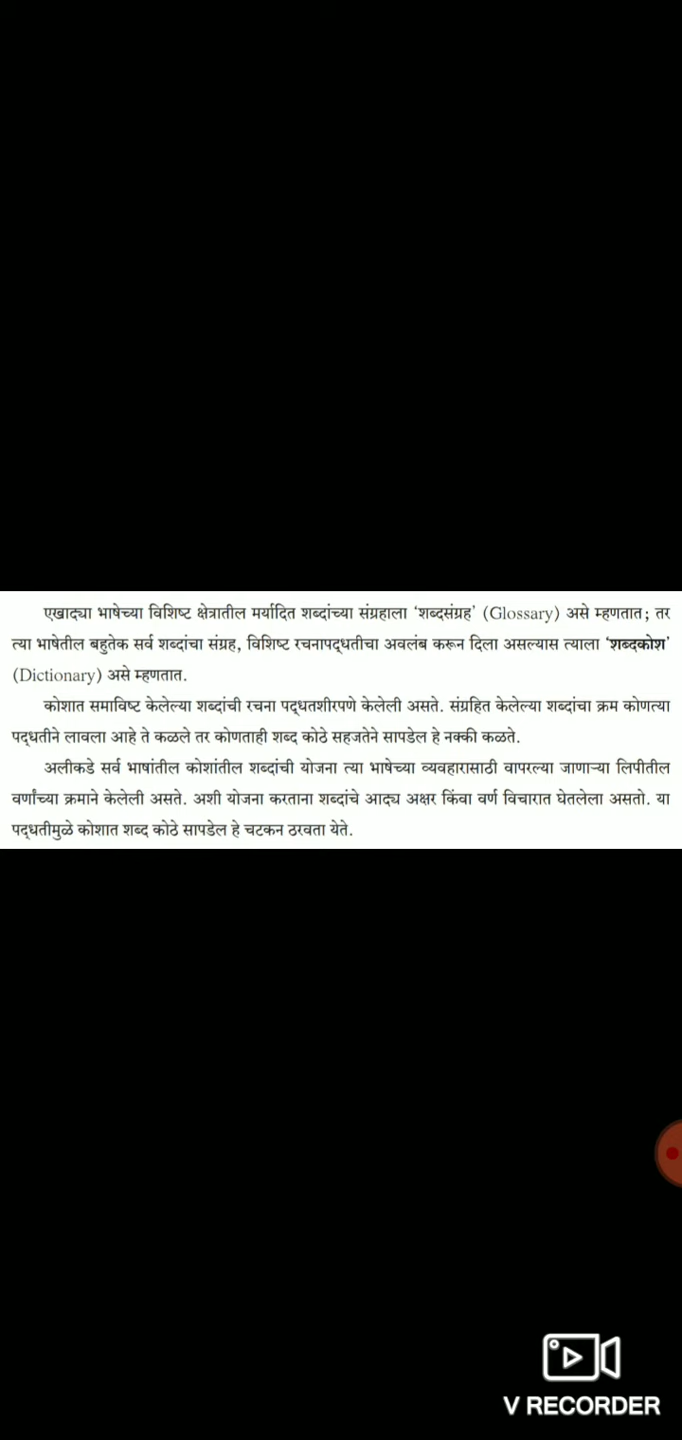 एखाद्या भाषेच्या विशिष्ट क्षेत्रातील मर्यादित शब्दांच्या संग्रहाला ‘शब्दसंग्रह’ (Glossary) असे म्हणतात; तर
त्या भाषेतील बहुतेक सर्व शब्दांचा संग्रह, विशिष्ट रचनापद्धतीचा अवलंब करून दिला असल्यास त्याला ‘शब्दकोश’
(Dictionary) असे म्हणतात.
कोशात समाविष्ट केलेल्या शब्दांची रचना पद्धतशीरपणे केलेली असते. संग्रहित केलेल्या शब्दांचा क्रम कोणत्या
पद्धतीने लावला आहे ते कळले तर कोणताही शब्द कोठे सहजतेने सापडेल हे नक्की कळते.
अलीकडे सर्व भाषांतील कोशांतील शब्दांची योजना त्या भाषेच्या व्यवहारासाठी वापरल्या जाणाऱ्या लिपीतील
वर्णांच्या क्रमाने केलेली असते. अशी योजना करताना शब्दांचे आद्य अक्षर किंवा वर्ण विचारात घेतलेला असतो. या
पद्धतीमुळे कोशात शब्द कोठे सापडेल हे चटकन ठरवता येते.
V RECORDER